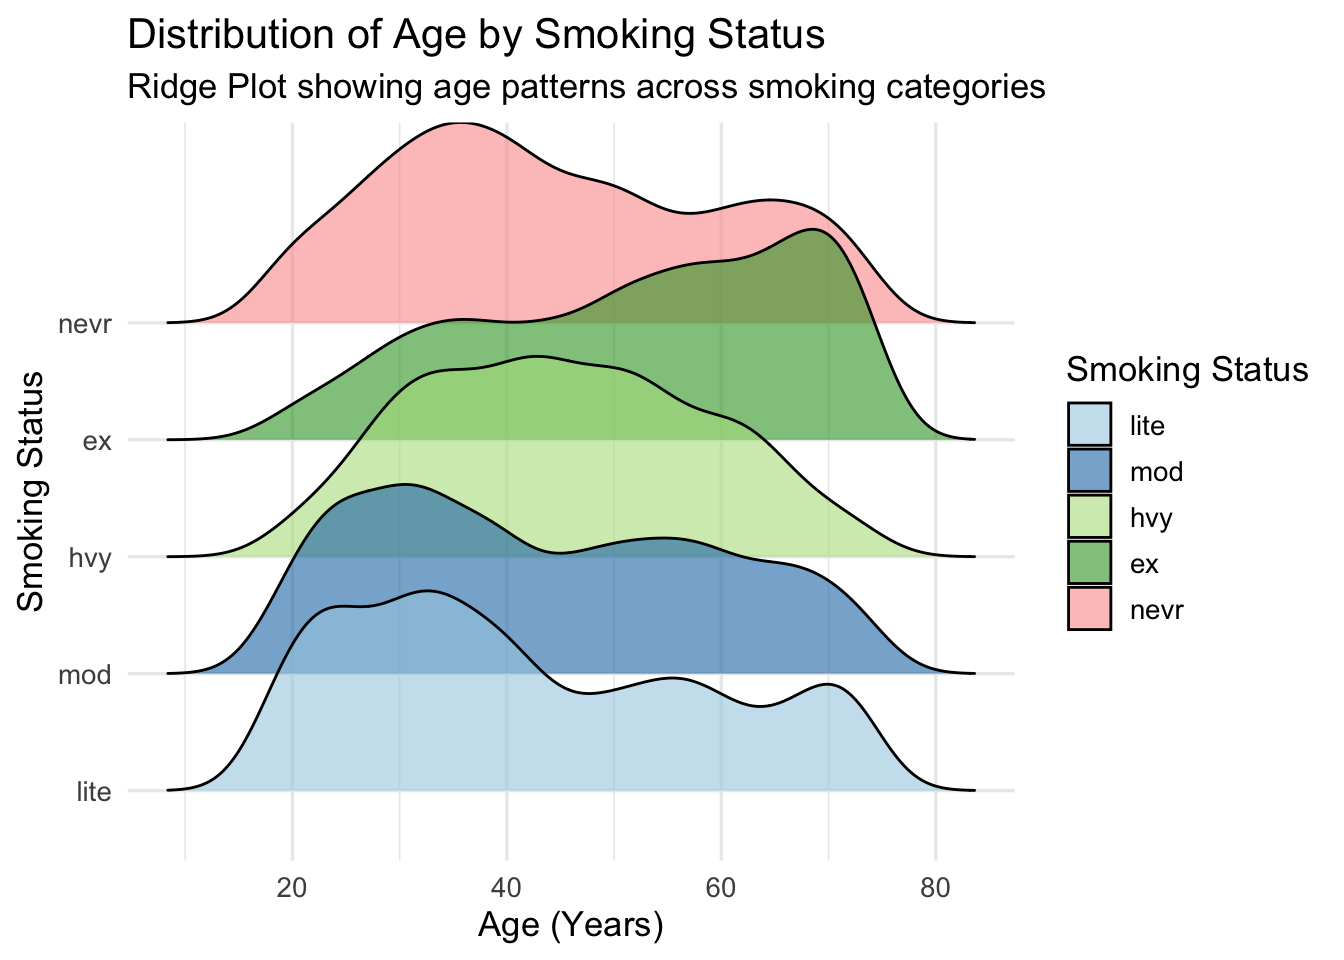 Distribution of Age by Smoking Status
Ridge Plot showing age patterns across smoking categories
Smoking Status
nevr
ex
hvy
mod
lite
20 40 60 80
Age (Years)
Smoking Status
lite
mod
hvy
ex
nevr